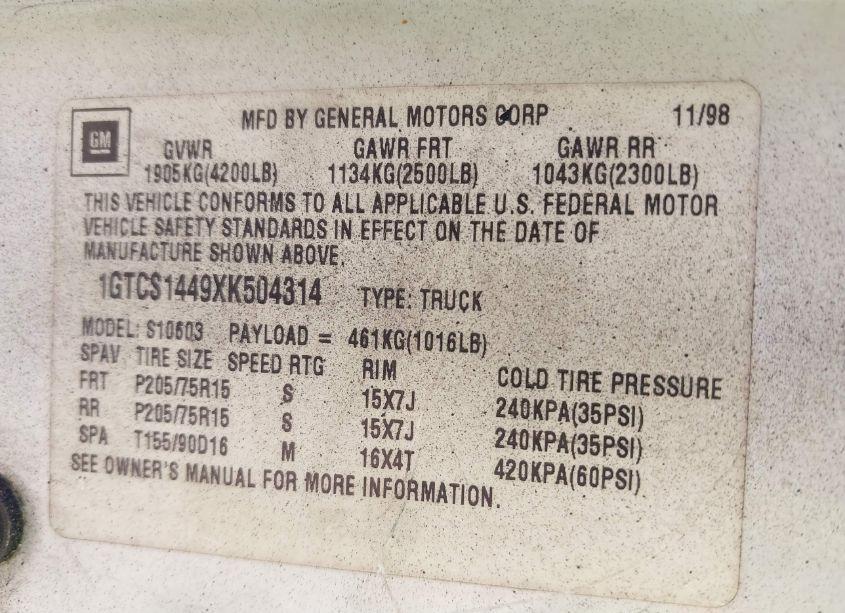 GM
MFD BY GENERAL MOTORS CORP 11/98
GVWR GAWR FRT GAWR RR
1905KG(4200LB) 1134KG(2500LB) 1043KG(2300LB)
THIS VEHICLE CONFORMS TO ALL APPLICABLE U.S. FEDERAL MOTOR
VEHICLE SAFETY STANDARDS IN EFFECT ON THE DATE OF
MANUFACTURE SHOWN ABOVE.
1GTCS1449XK504314 TYPE: TRUCK
MODEL: S10603 PAYLOAD = 461KG(1016LB)
SPAV TIRE SIZE SPEED RTG RIM COLD TIRE PRESSURE
FRT P205/75R15 S 15X7J 240KPA(35PSI)
RR P205/75R15 S 15X7J 240KPA(35PSI)
SPA T155/90D16 M 16X4T 420KPA(60PSI)
SEE OWNER'S MANUAL FOR MORE INFORMATION.